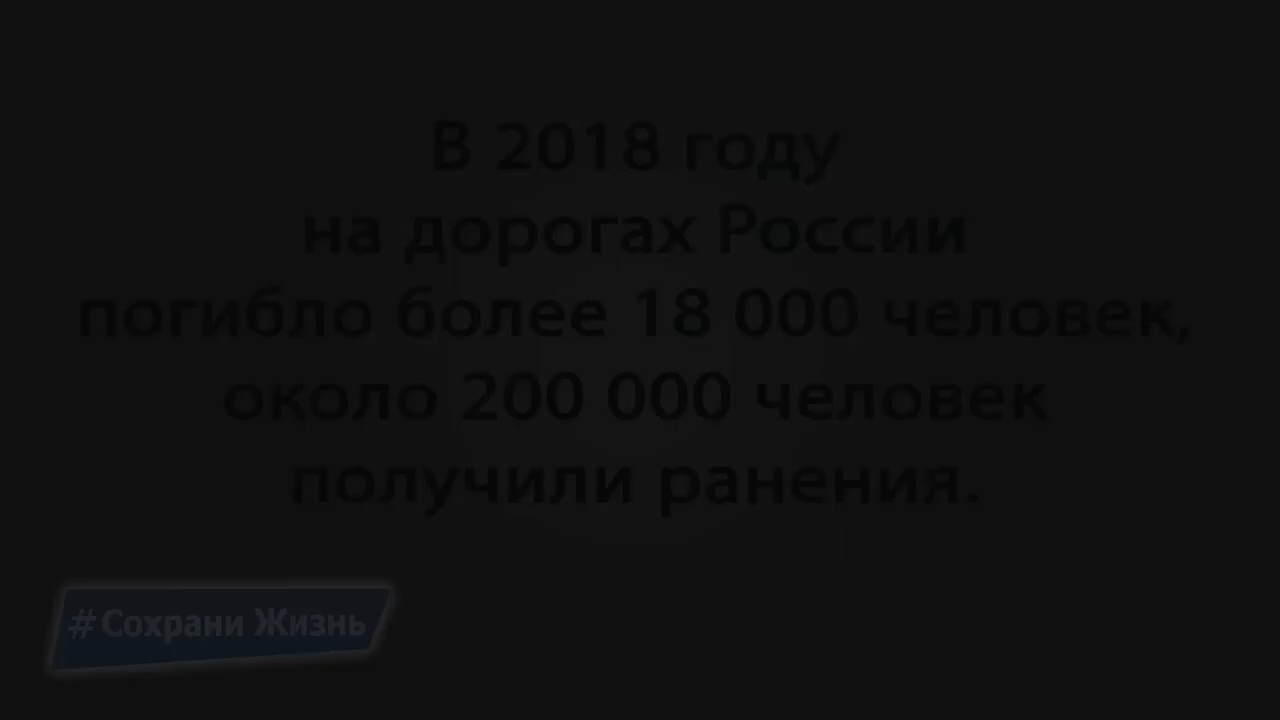 В 2018 году
на дорогах России
погибло более 18 000 человек,
около 200 000 человек
получили ранения.
#Сохрани Жизнь